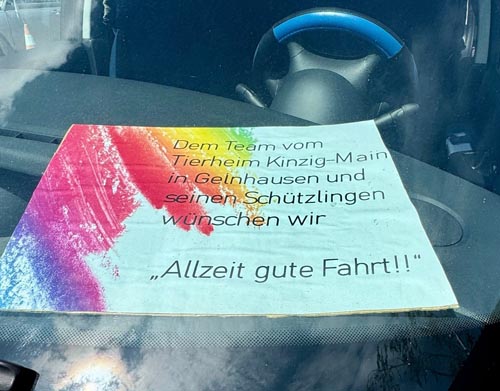 Dem Team vom
Tierheim Kinzig-Main
in Gelnhausen und
seinen Schützlingen
wünschen wir
„Allzeit gute Fahrt!!“